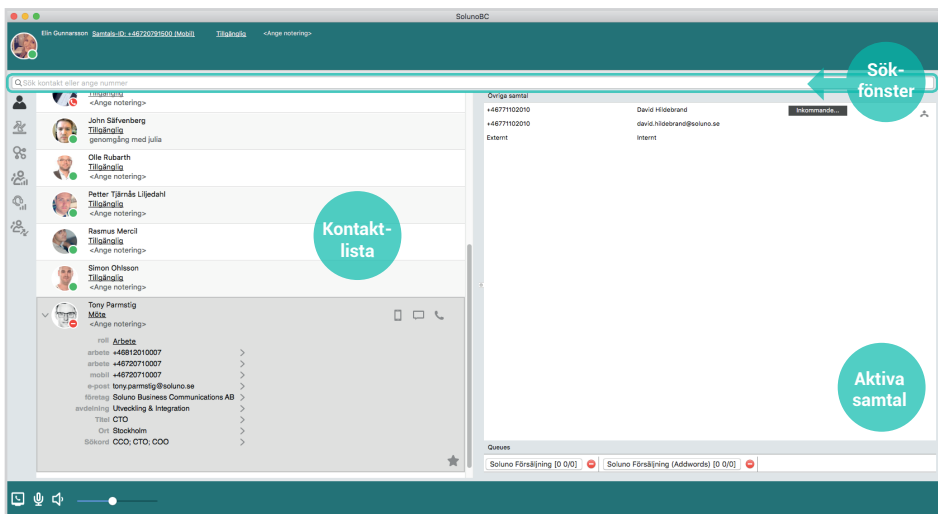 SolunoBC
Elin Gunnarsson Samtals-ID: +46720791500 (Mobil) Tillgänglig <Ange notering>
Sök kontakt eller ange nummer
Sök-
fönster
Tillgänglig
<Ange notering>
John Säfvenberg
Tillgänglig
genomgång med julia
Olle Rubarth
Tillgänglig
<Ange notering>
Petter Tjärnås Liljedahl
Tillgänglig
<Ange notering>
Rasmus Mercil
Tillgänglig
<Ange notering>
Simon Ohlsson
Tillgänglig
<Ange notering>
Tony Parmstig
Möte
<Ange notering>
roll Arbete
arbete +46812010007
arbete +46720710007
mobil +46720710007
e-post tony.parmstig@soluno.se
företag Soluno Business Communications AB
avdelning Utveckling & Integration
Titel CTO
Ort Stockholm
Sökord CCO; CTO; COO
Kontakt-
lista
Övriga samtal
+46771102010 David Hildebrand Inkommande...
+46771102010 david.hildebrand@soluno.se
Externt Internt
Aktiva
samtal
Queues
Soluno Försäljning [0 0/0] Soluno Försäljning (Addwords) [0 0/0]